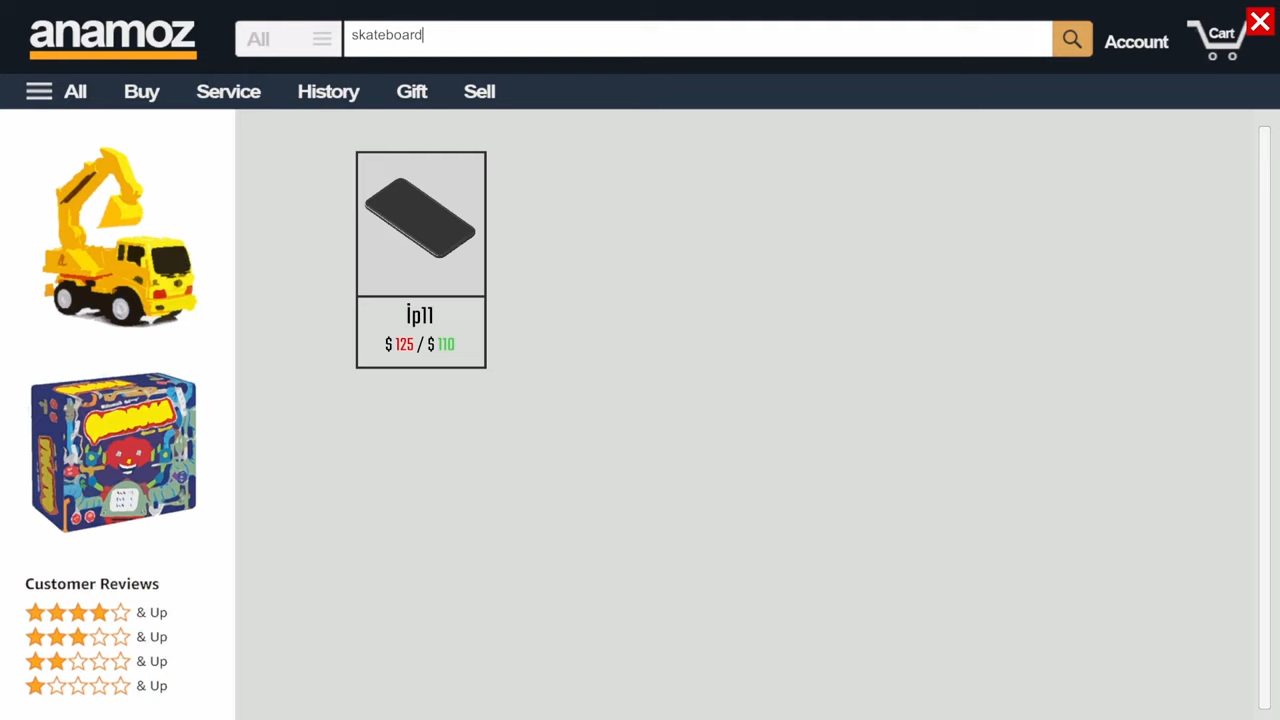 anamoz
All
skateboard
Account
Cart
All
Buy
Service
History
Gift
Sell
İp11
$ 125 / $ 110
Customer Reviews
& Up
& Up
& Up
& Up